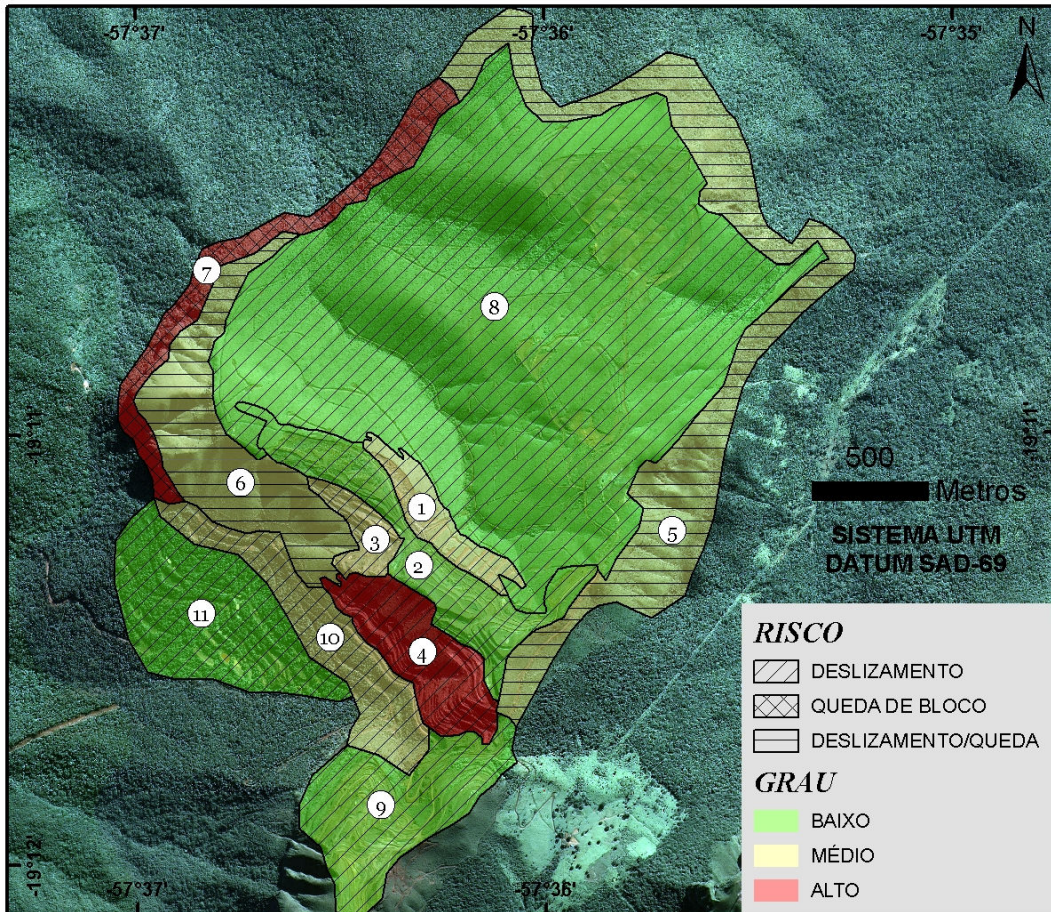 -57°37'
-57°36'
-57°35'
N
7
8
-19°11'
-19°11'
500
Metros
6
1
5
SISTEMA UTM
DATUM SAD-69
3
2
11
10
4
9
RISCO
DESLIZAMENTO
QUEDA DE BLOCO
DESLIZAMENTO/QUEDA
GRAU
BAIXO
MÉDIO
ALTO
-19°12'
-57°37'
-57°36'